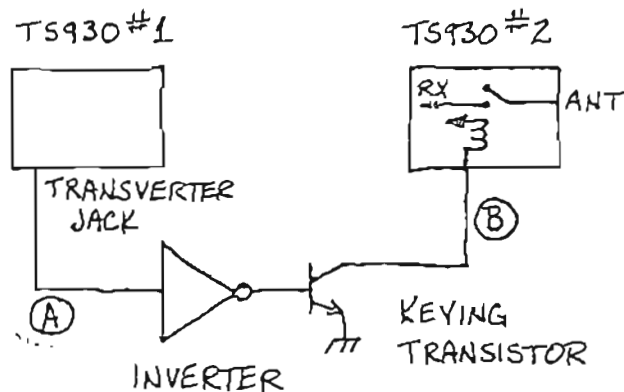 TS930 #1
TS930 #2
RX
ANT
TRANSVERTER
JACK
B
A
KEYING
TRANSISTOR
INVERTER